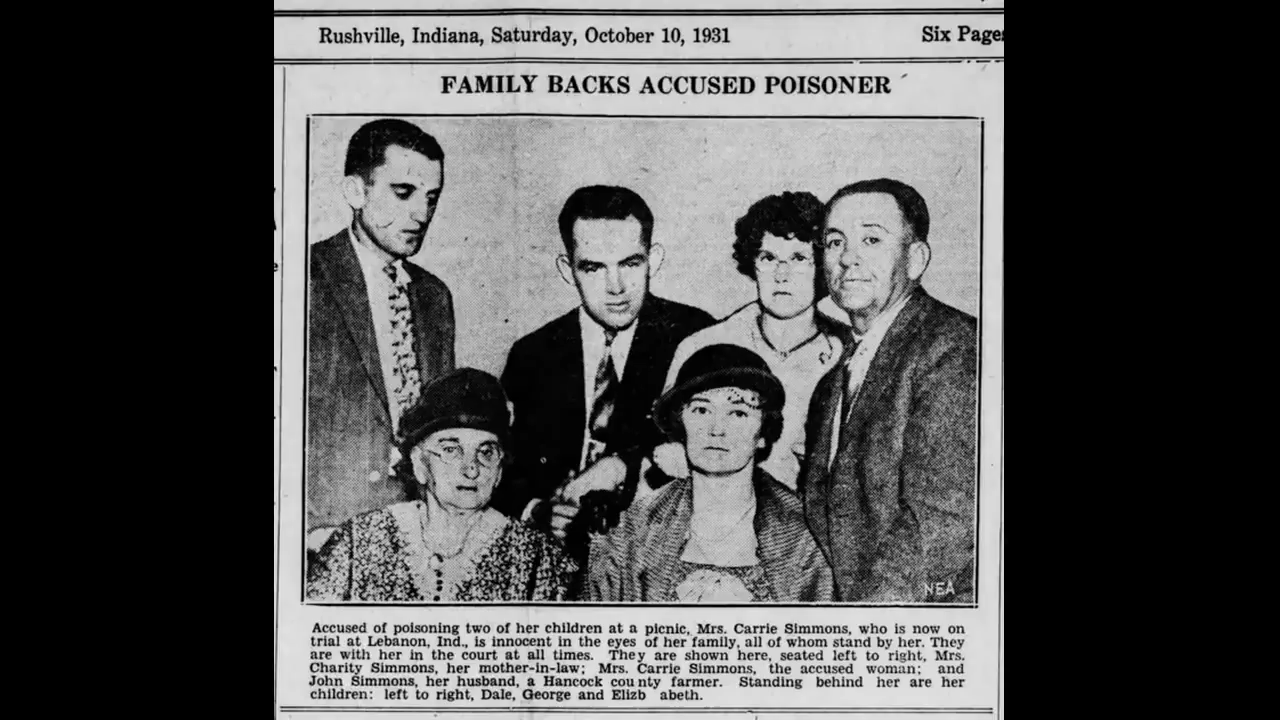 Rushville, Indiana, Saturday, October 10, 1931 Six Pages
FAMILY BACKS ACCUSED POISONER
NEA
Accused of poisoning two of her children at a picnic, Mrs. Carrie Simmons, who is now on
trial at Lebanon, Ind., is innocent in the eyes of her family, all of whom stand by her. They
are with her in the court at all times. They are shown here, seated left to right, Mrs.
Charity Simmons, her mother-in-law; Mrs. Carrie Simmons, the accused woman; and
John Simmons, her husband, a Hancock county farmer. Standing behind her are her
children: left to right, Dale, George and Elizb abeth.